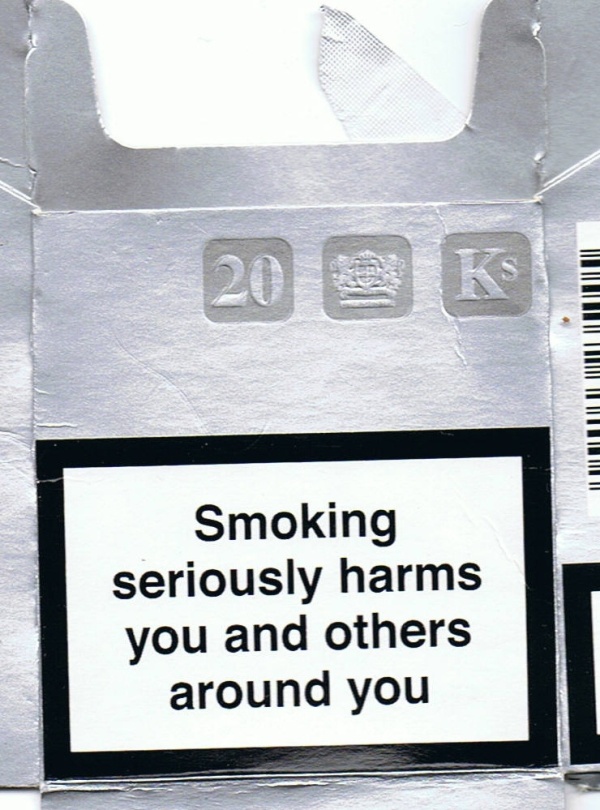 20 Ks
Smoking
seriously harms
you and others
around you